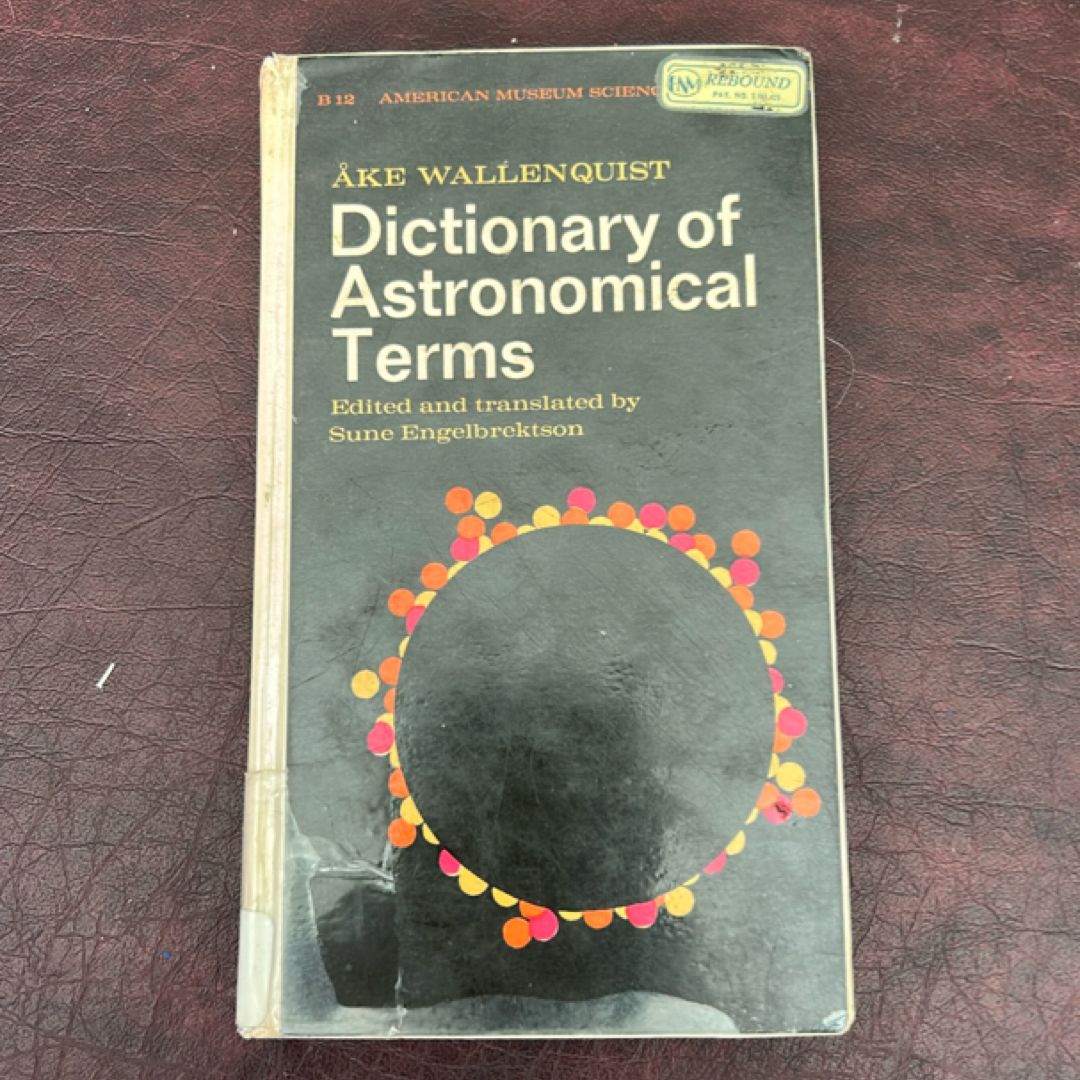 B 12 AMERICAN MUSEUM SCIENC
REBOUND
ÅKE WALLENQUIST
Dictionary of
Astronomical
Terms
Edited and translated by
Sune Engelbrektson